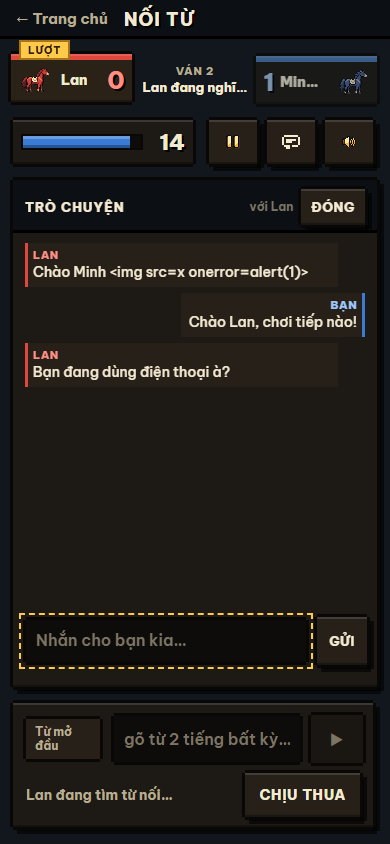 ← Trang chủ NỐI TỪ
LƯỢT
Lan 0
VÁN 2
Lan đang nghĩ...
1 Min...
14
TRÒ CHUYỆN với Lan ĐÓNG
LAN
Chào Minh <img src=x onerror=alert(1)>
BẠN
Chào Lan, chơi tiếp nào!
LAN
Bạn đang dùng điện thoại à?
Nhắn cho bạn kia... GỬI
Từ mở
đầu
gõ từ 2 tiếng bất kỳ...
Lan đang tìm từ nối... CHỊU THUA